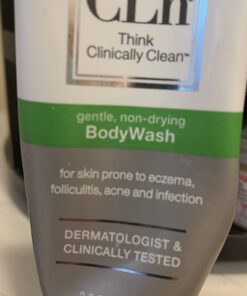 CLn
Think
Clinically Clean™
gentle, non-drying
BodyWash
for skin prone to eczema,
folliculitis, acne and infection
DERMATOLOGIST &
CLINICALLY TESTED